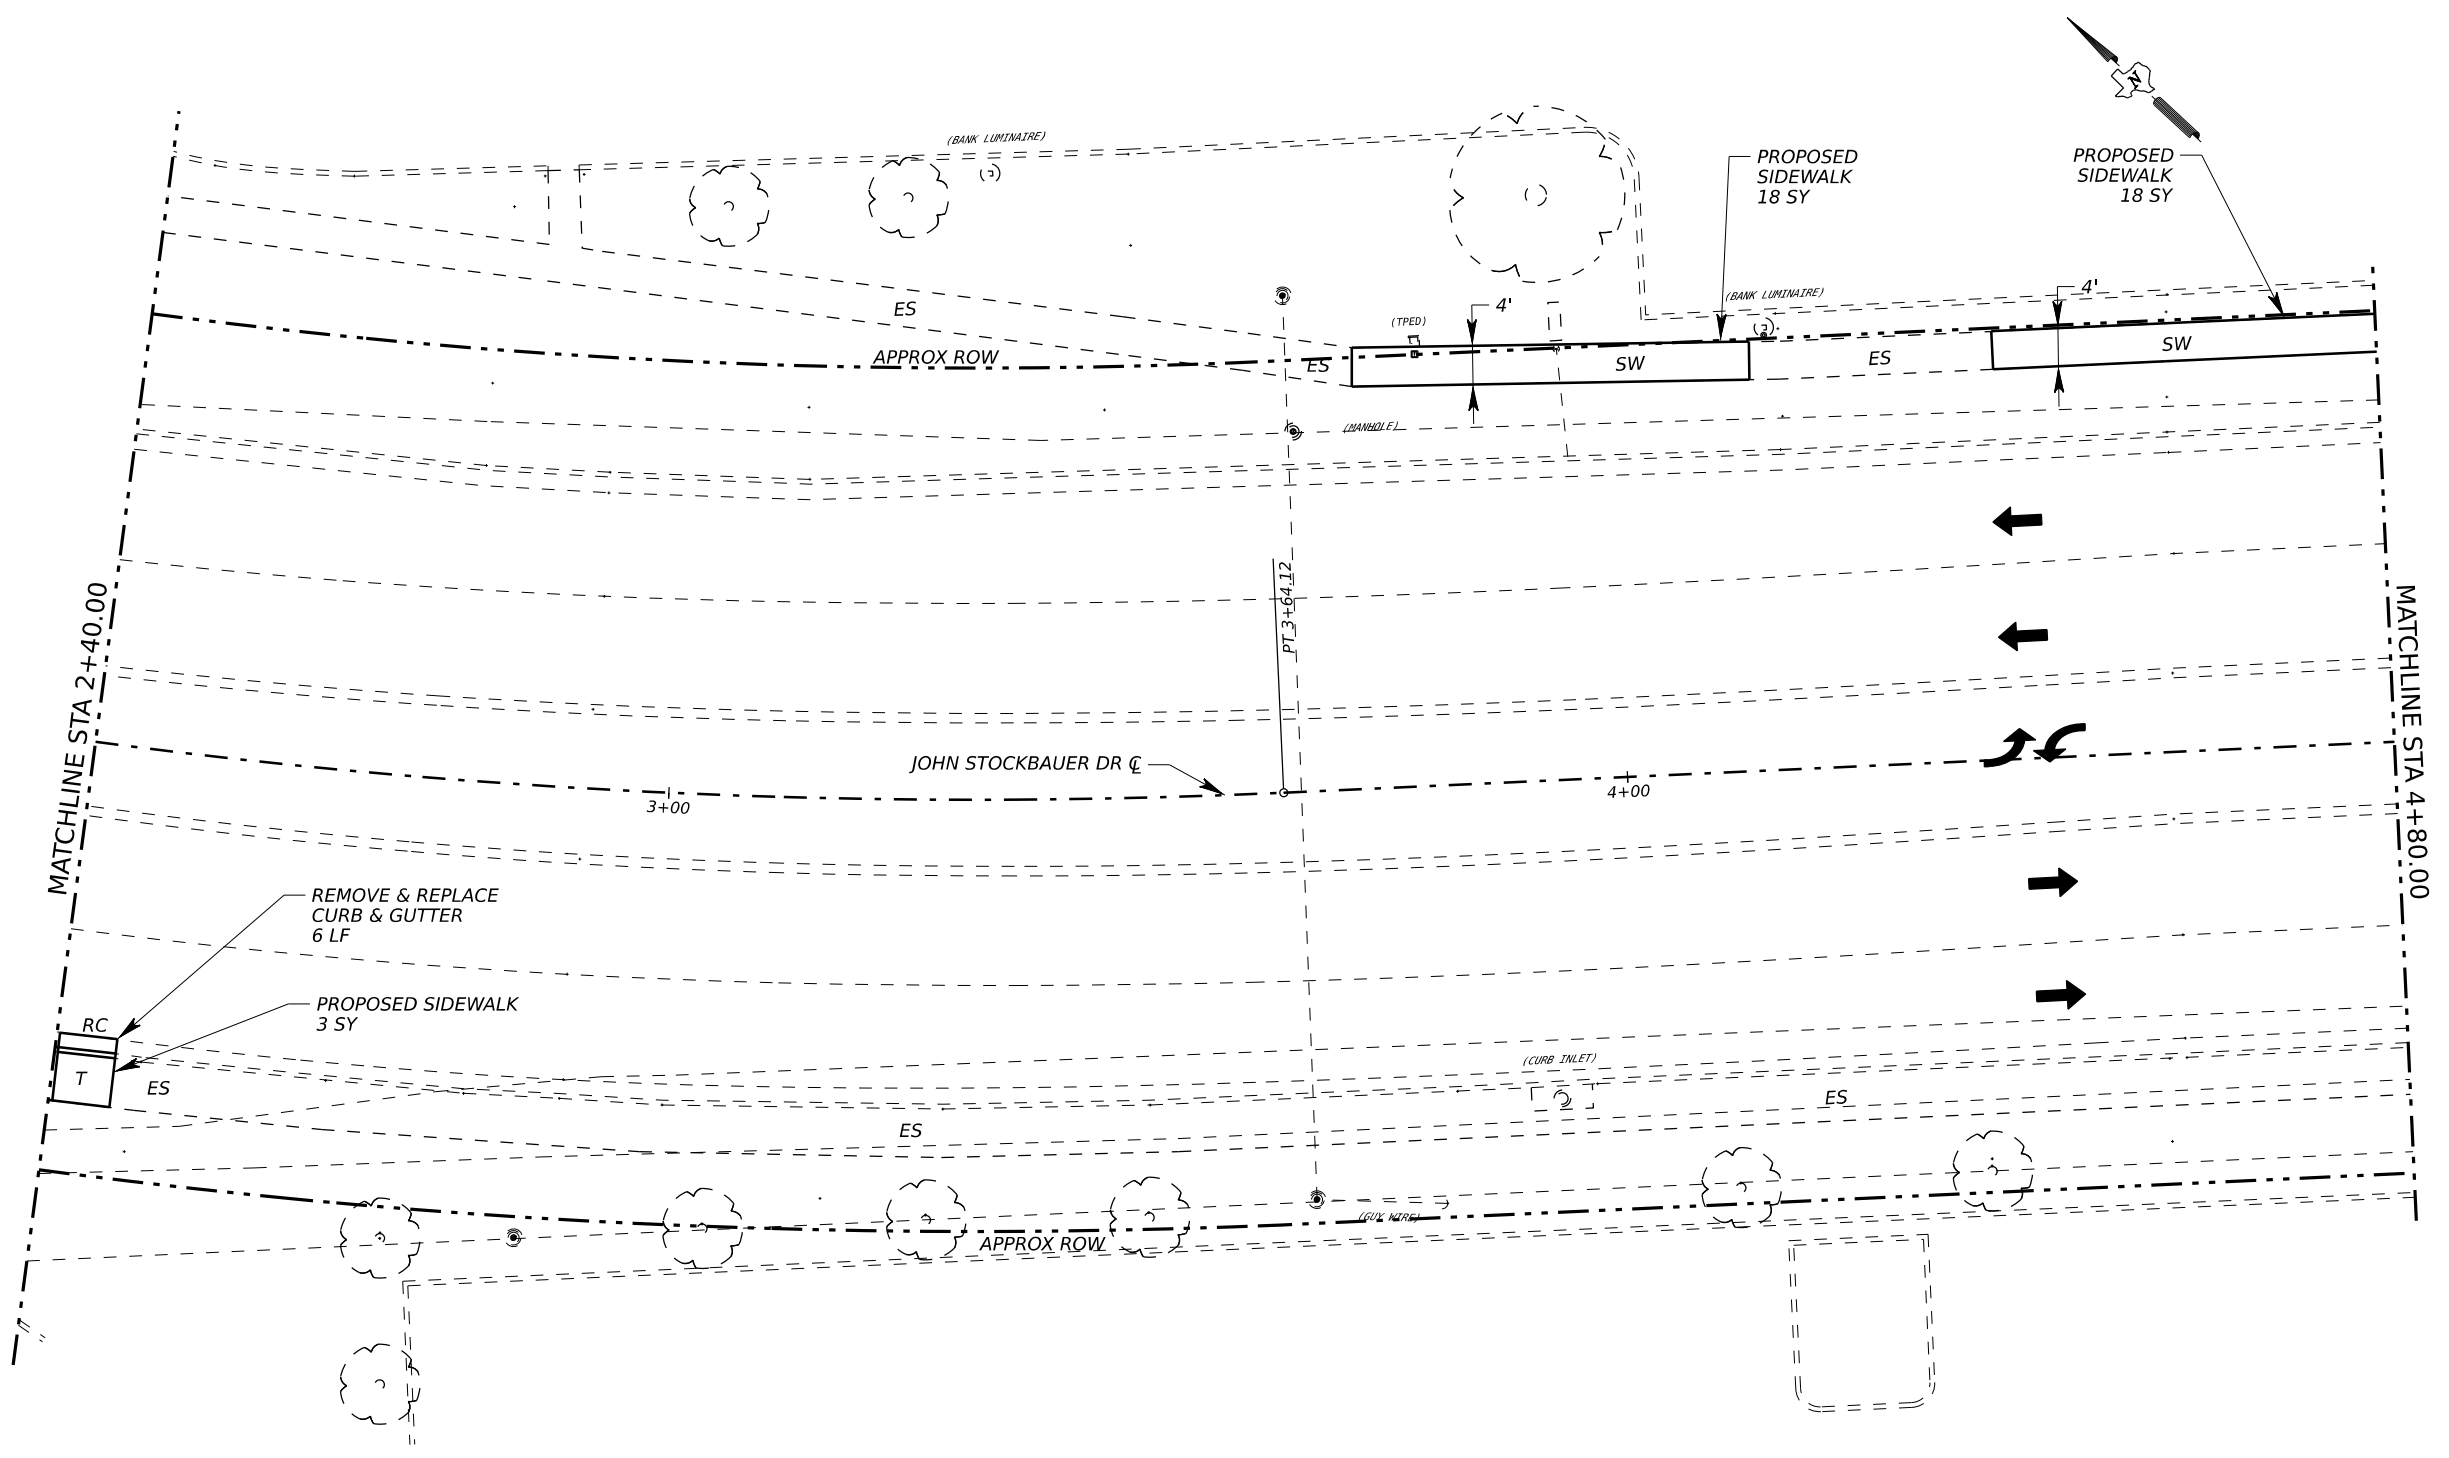 N
(BANK LUMINAIRE)
PROPOSED
SIDEWALK
18 SY
PROPOSED
SIDEWALK
18 SY
4'
(BANK LUMINAIRE)
4'
(TPED)
ES
APPROX ROW
ES
SW
ES
SW
(MANHOLE)
PT 3+64.12
MATCHLINE STA 2+40.00
MATCHLINE STA 4+80.00
JOHN STOCKBAUER DR ℄
3+00
4+00
REMOVE & REPLACE
CURB & GUTTER
6 LF
PROPOSED SIDEWALK
3 SY
RC
T
ES
(CURB INLET)
ES
ES
(GUY WIRE)
APPROX ROW